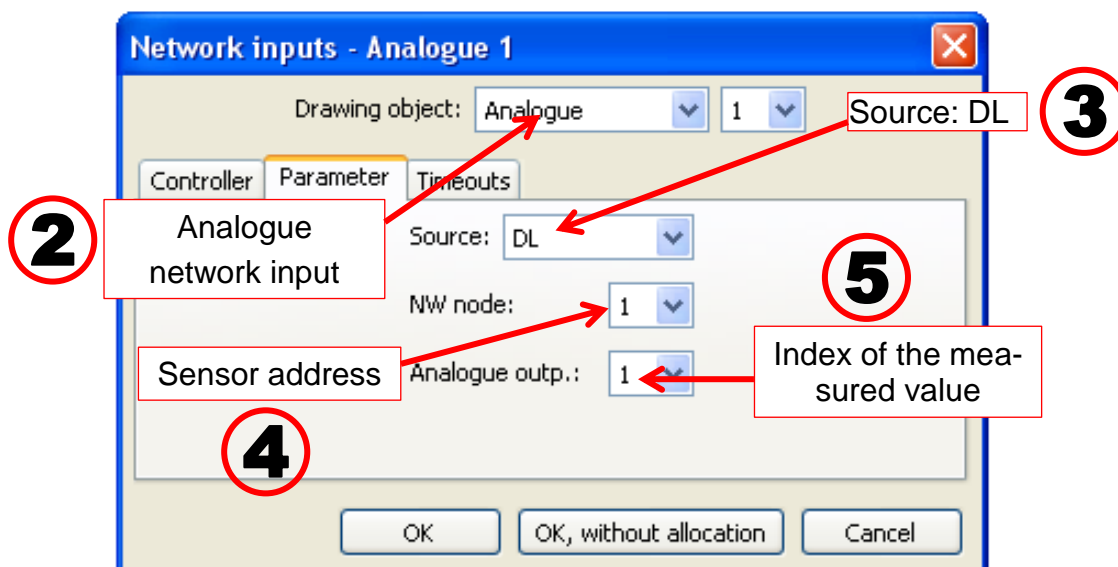 Network inputs - Analogue 1
Drawing object: Analogue 1
Source: DL
3
Controller Parameter Timeouts
2
Analogue
network input
Source: DL
5
NW node: 1
Sensor address
Analogue outp.: 1
Index of the mea-
sured value
4
OK OK, without allocation Cancel